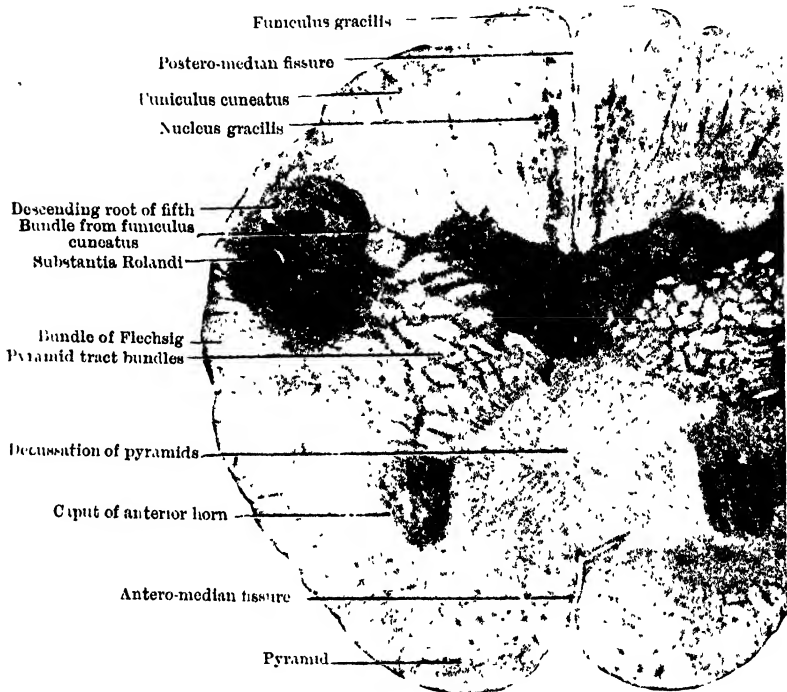 Funiculus gracilis
Postero-median fissure
Funiculus cuneatus
Nucleus gracilis
Descending root of fifth
Bundle from funiculus
cuneatus
Substantia Rolandi
Bundle of Flechsig
Pyramid tract bundles
Decussation of pyramids
Caput of anterior horn
Antero-median fissure
Pyramid